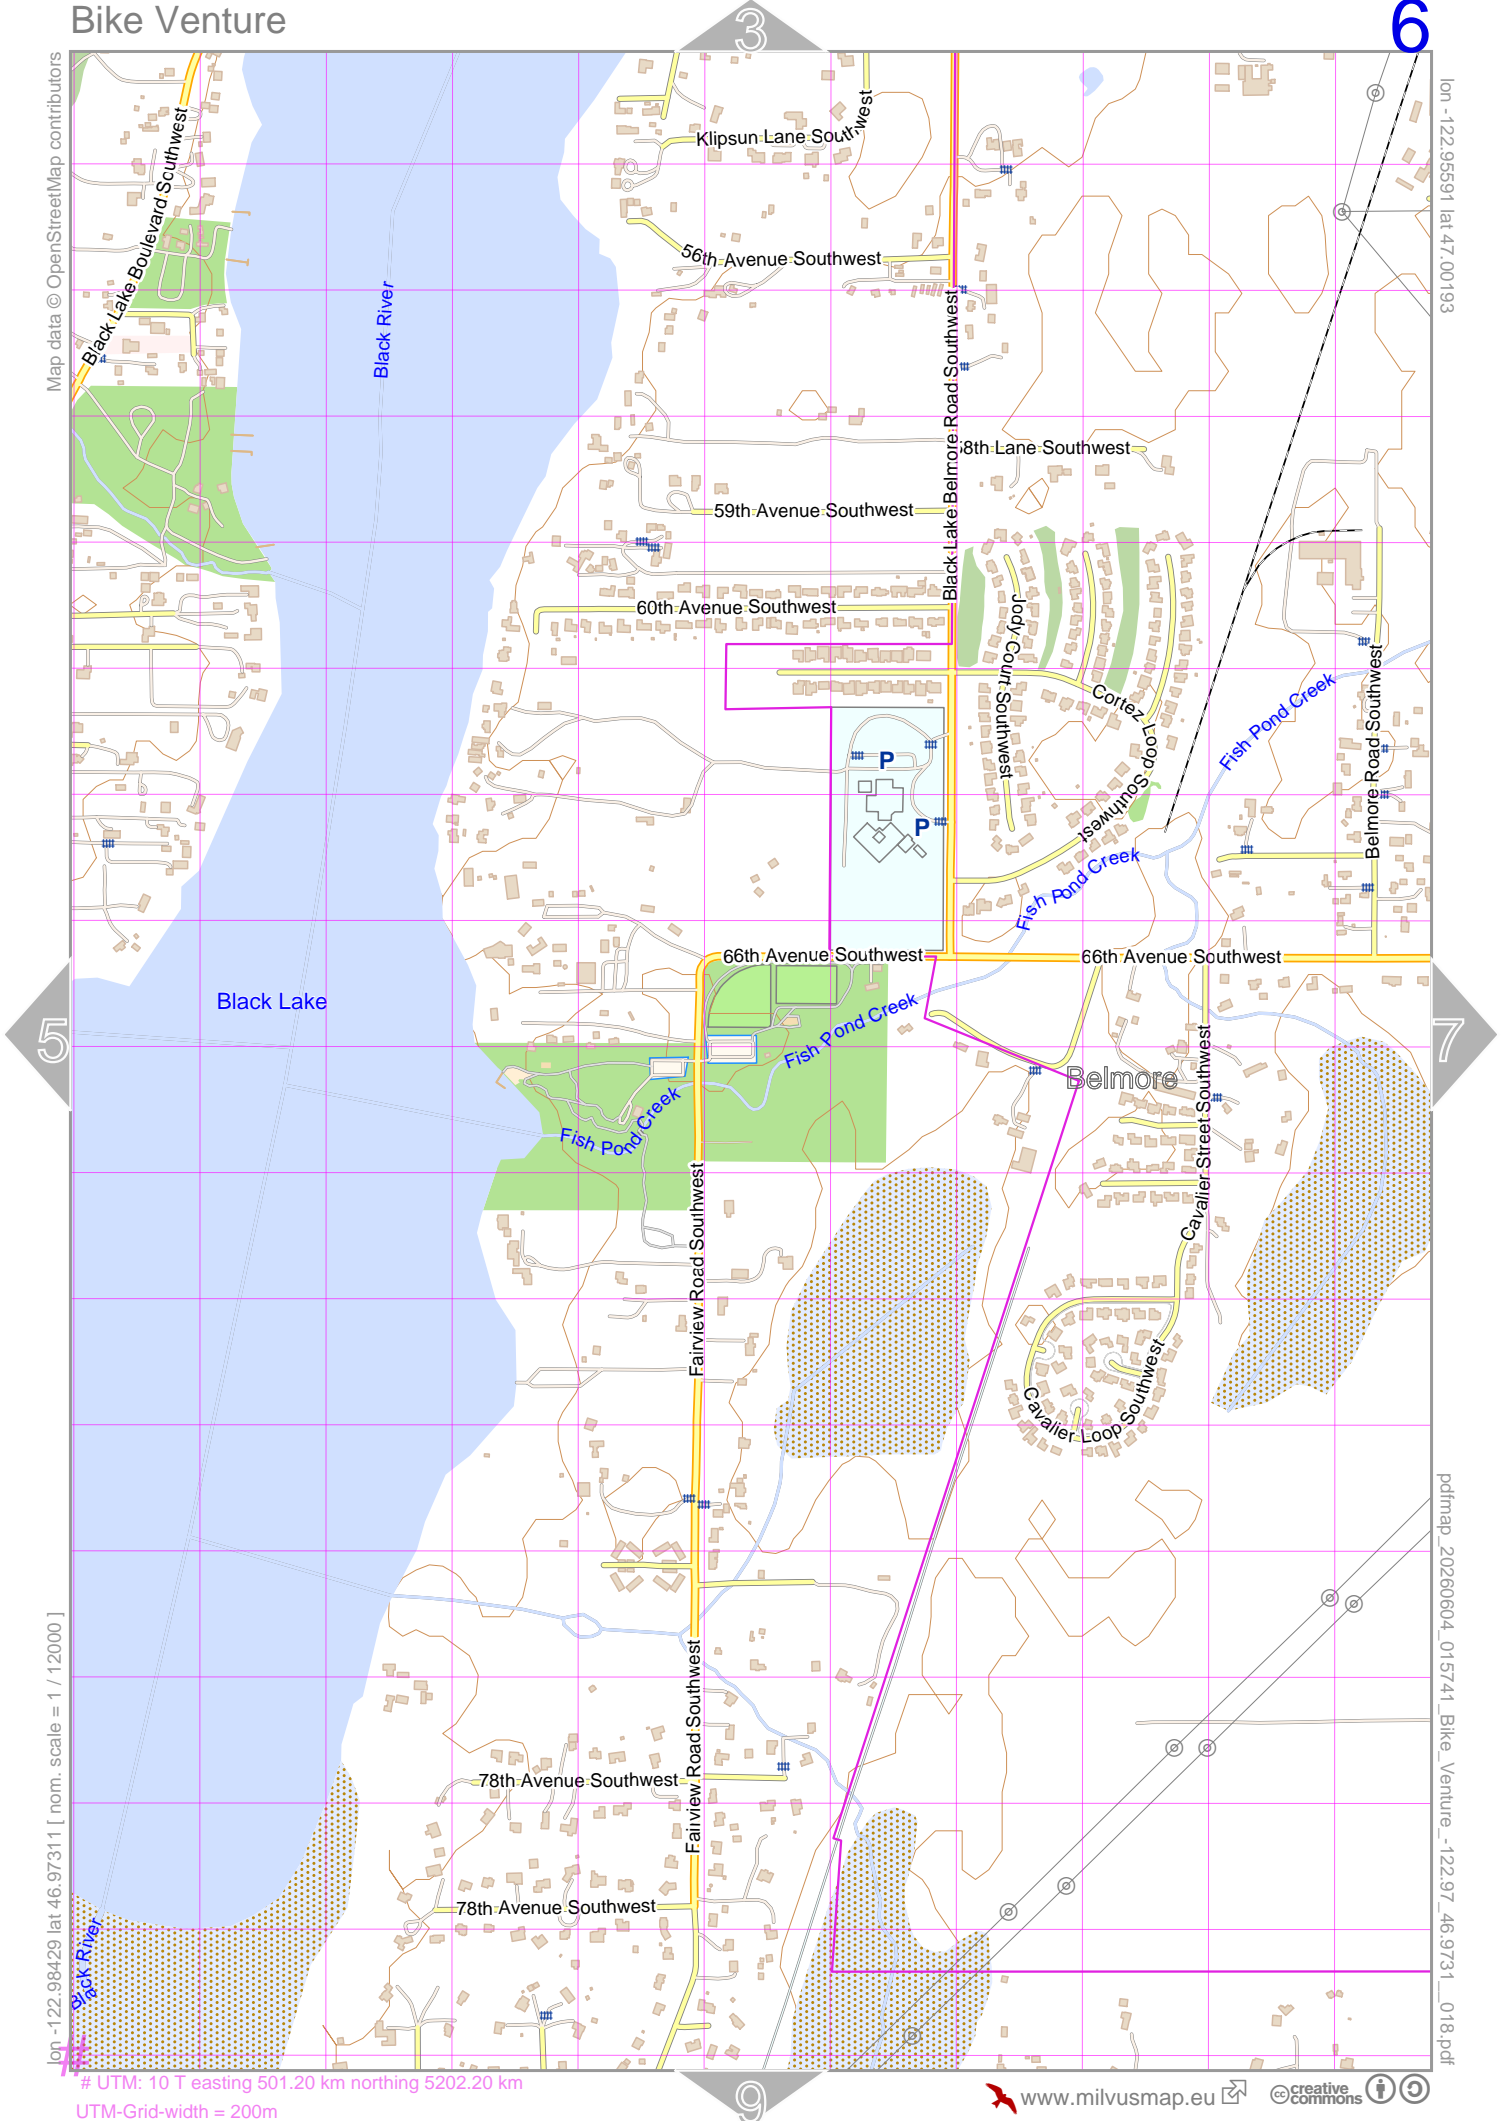 Bike Venture
3
6
Map data © OpenStreetMap contributors
lon -122.95591 lat 47.00193
Black Lake Boulevard Southwest
Klipsun Lane Southwest
56th Avenue Southwest
Black River
Black Lake Belmore Road Southwest
8th Lane Southwest
59th Avenue Southwest
60th Avenue Southwest
Jody Court Southwest
Cortez Loop Southwest
Fish Pond Creek
Belmore Road Southwest
P
P
Fish Pond Creek
66th Avenue Southwest
66th Avenue Southwest
Black Lake
5
7
Fish Pond Creek
Belmore
Fish Pond Creek
Cavalier Street Southwest
Fairview Road Southwest
Cavalier Loop Southwest
Fairview Road Southwest
78th Avenue Southwest
78th Avenue Southwest
Black River
lon -122.98429 lat 46.97311 [ norm. scale = 1 / 12000 ]
pdfmap_20260604_015741_Bike_Venture_-122.97_46.9731__018.pdf
#
# UTM: 10 T easting 501.20 km northing 5202.20 km
UTM-Grid-width = 200m
9
www.milvusmap.eu
cc creative commons